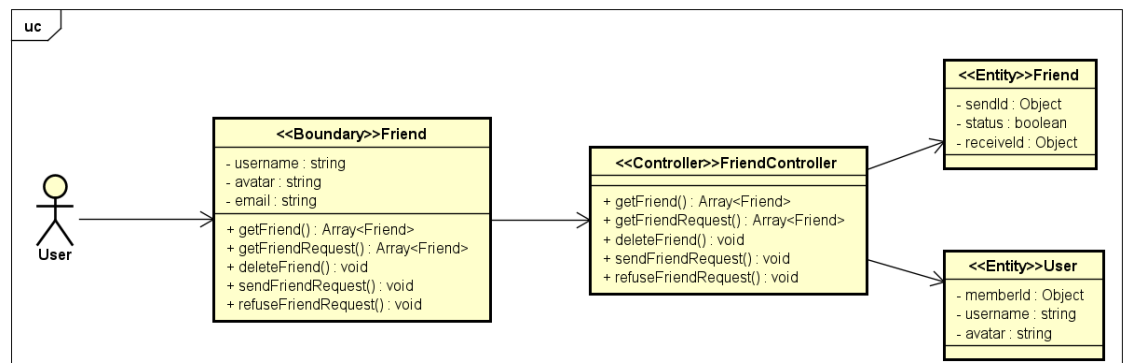 uc
<<Boundary>>Friend
- username : string
- avatar : string
- email : string
+ getFriend() : Array<Friend>
+ getFriendRequest() : Array<Friend>
+ deleteFriend() : void
+ sendFriendRequest() : void
+ refuseFriendRequest() : void
User
<<Controller>>FriendController
+ getFriend() : Array<Friend>
+ getFriendRequest() : Array<Friend>
+ deleteFriend() : void
+ sendFriendRequest() : void
+ refuseFriendRequest() : void
<<Entity>>Friend
- sendId : Object
- status : boolean
- receiveId : Object
<<Entity>>User
- memberId : Object
- username : string
- avatar : string